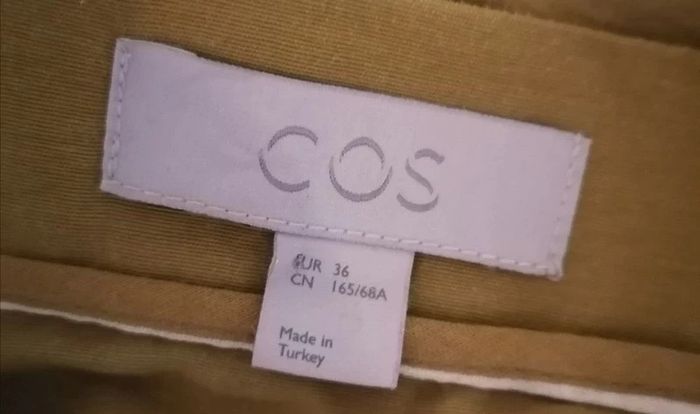 COS
EUR 36
CN 165/68A
Made in
Turkey